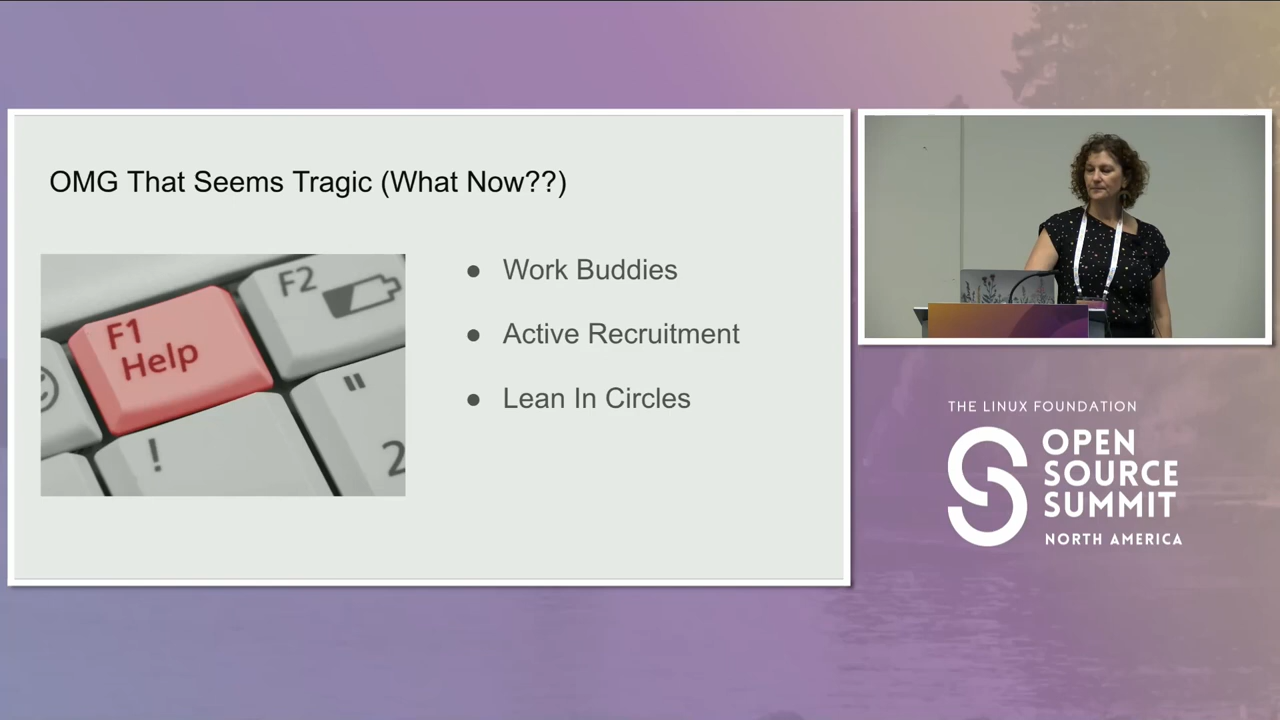 OMG That Seems Tragic (What Now??)
F1
Help
F2
!
"
2
● Work Buddies
● Active Recruitment
● Lean In Circles
THE LINUX FOUNDATION
OPEN
SOURCE
SUMMIT
NORTH AMERICA